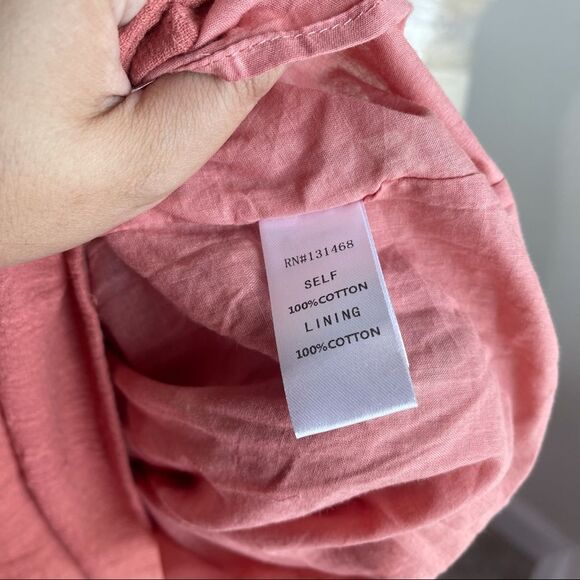 RN#131468
SELF
100%COTTON
LINING
100%COTTON